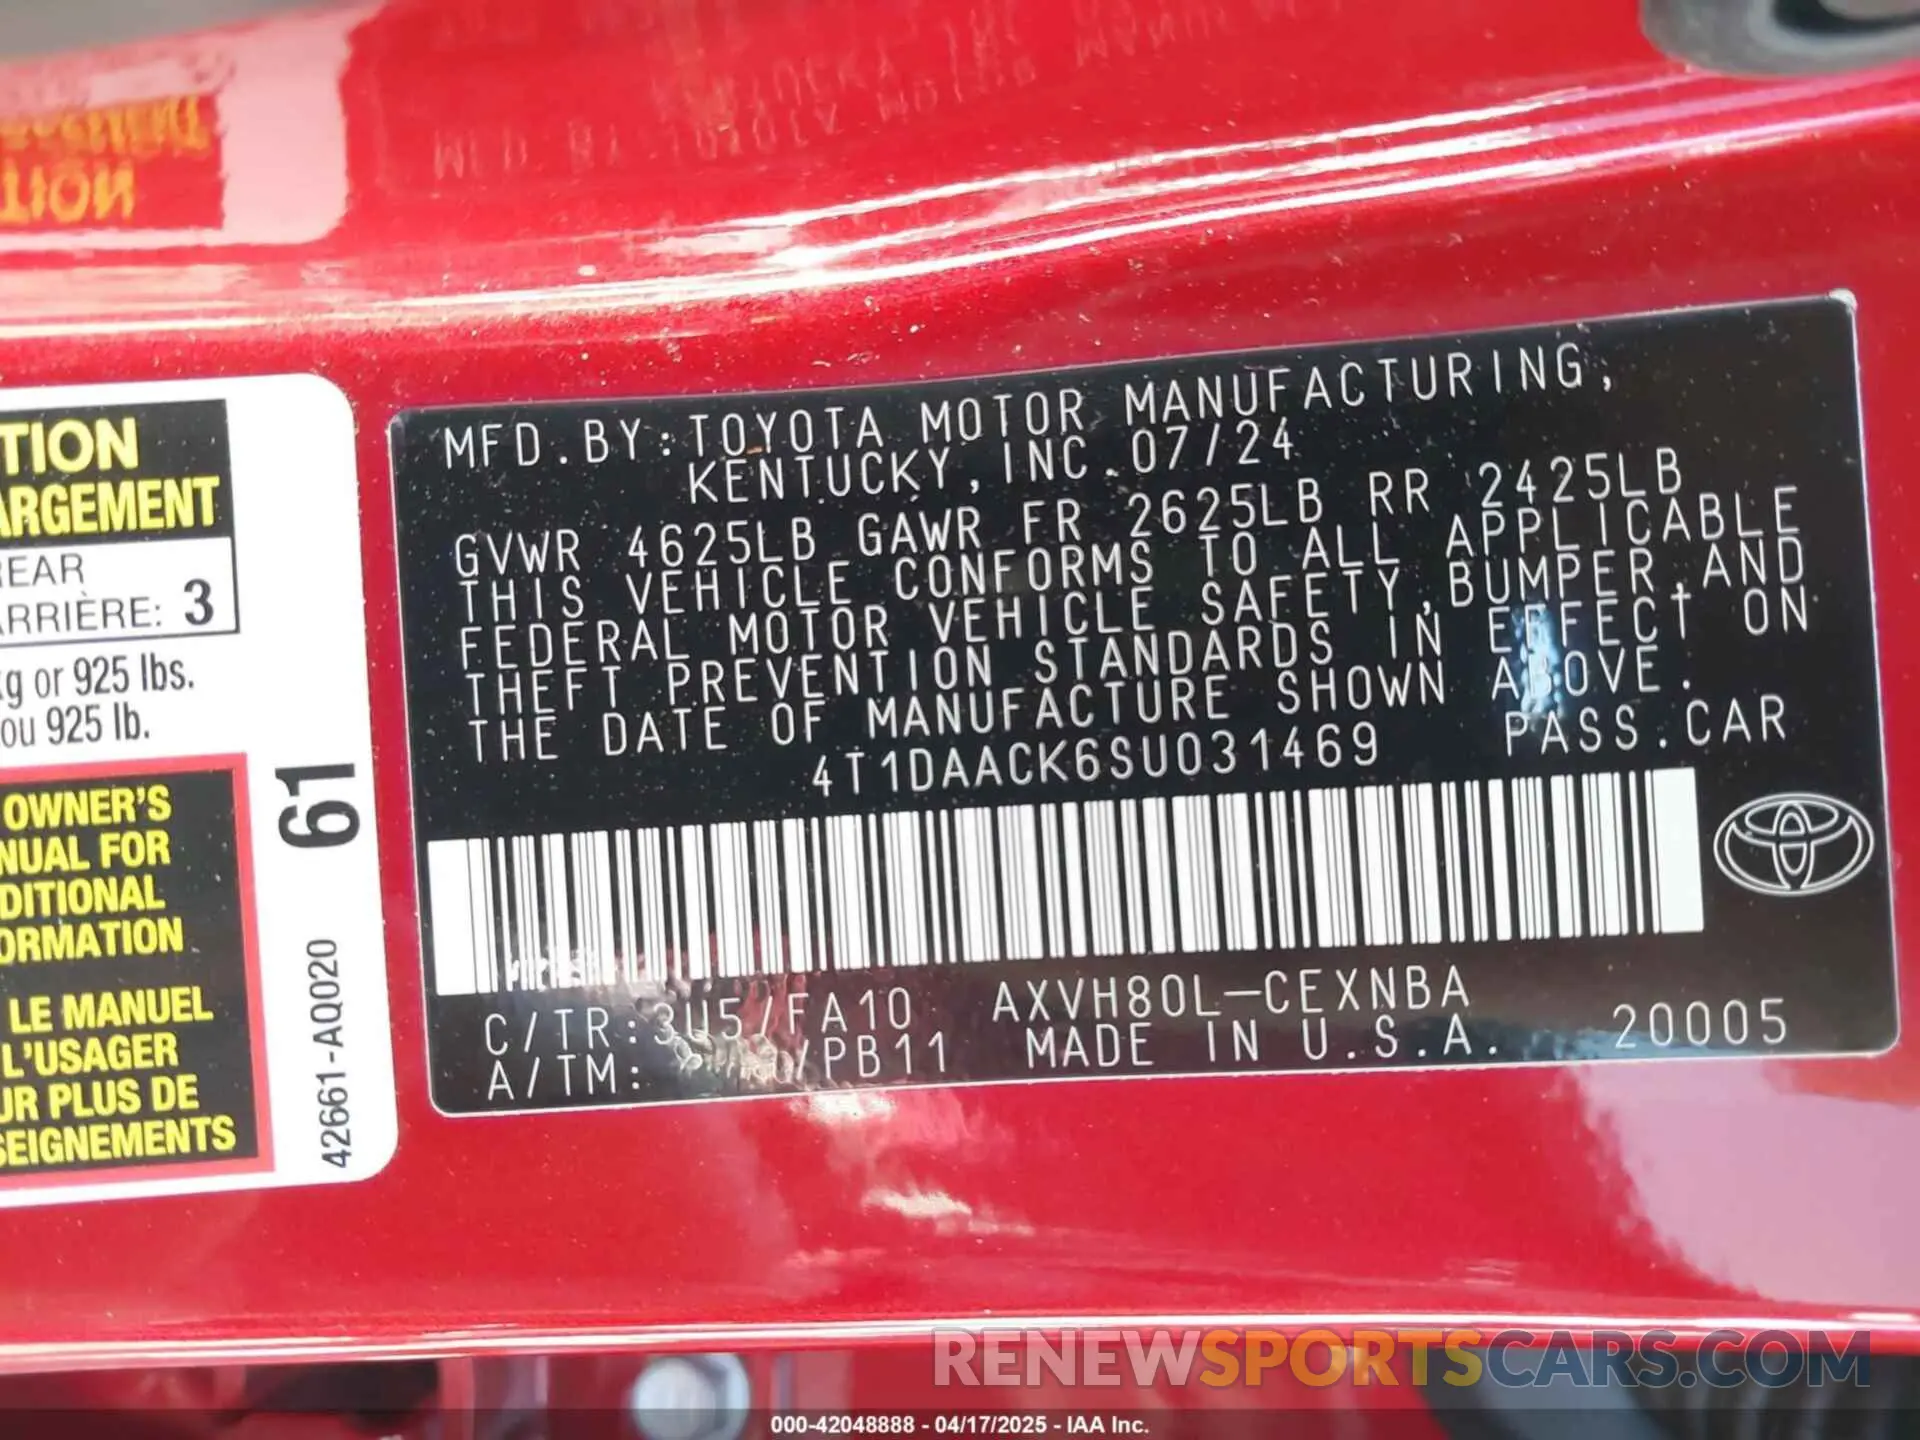 TION
ARGEMENT
REAR
ARRIÈRE: 3
kg or 925 lbs.
ou 925 lb.
OWNER'S
NUAL FOR
DITIONAL
ORMATION
LE MANUEL
L'USAGER
UR PLUS DE
SEIGNEMENTS
61
42661-AQ020
MFD.BY:TOYOTA MOTOR MANUFACTURING,
KENTUCKY,INC.07/24
GVWR 4625LB GAWR FR 2625LB RR 2425LB
THIS VEHICLE CONFORMS TO ALL APPLICABLE
FEDERAL MOTOR VEHICLE SAFETY,BUMPER,AND
THEFT PREVENTION STANDARDS IN EFFECT ON
THE DATE OF MANUFACTURE SHOWN ABOVE.
4T1DAACK6SU031469 PASS.CAR
C/TR:3U5/FA10 AXVH80L-CEXNBA
A/TM: /PB11 MADE IN U.S.A. 20005
RENEWSPORTSCARS.COM
000-42048888 - 04/17/2025 - IAA Inc.